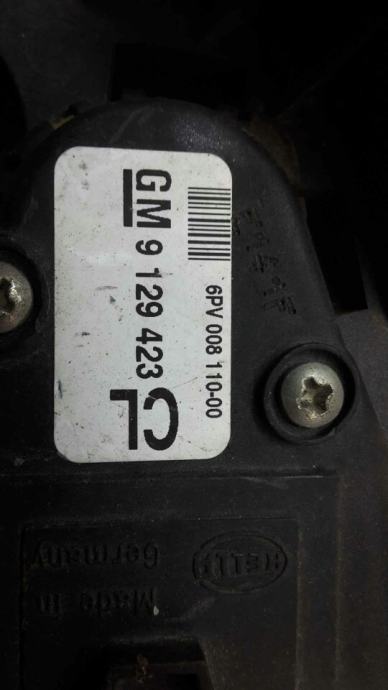 6PV 008 110-00
GM 9 129 423
CL
HELLA
Made in
Germany